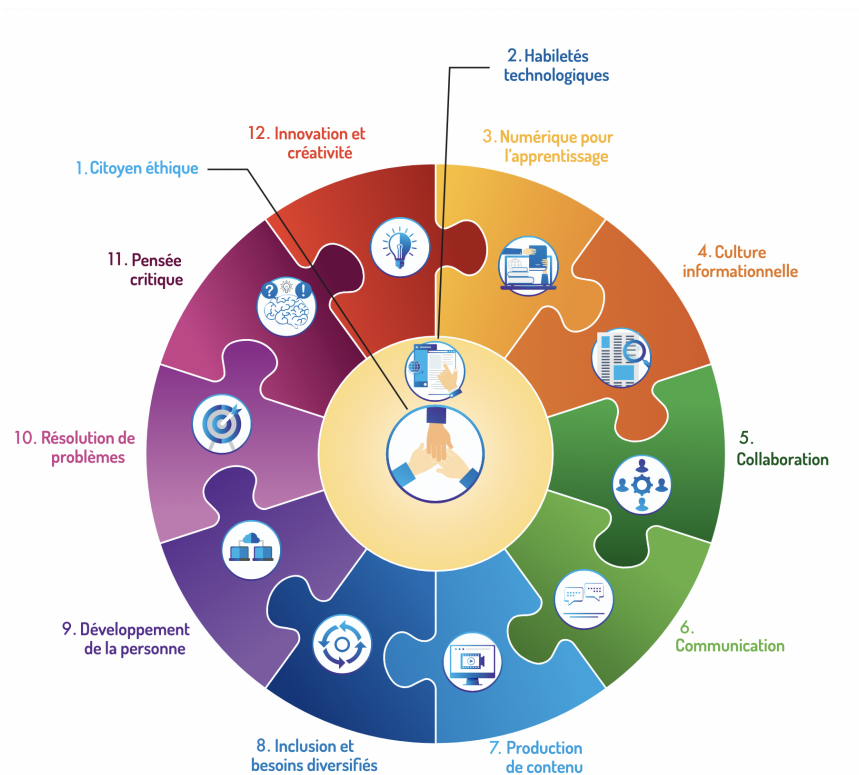 1. Citoyen éthique
2. Habiletés
technologiques
3. Numérique pour
l'apprentissage
4. Culture
informationnelle
5.
Collaboration
6.
Communication
7. Production
de contenu
8. Inclusion et
besoins diversifiés
9. Développement
de la personne
10. Résolution de
problèmes
11. Pensée
critique
12. Innovation et
créativité
? !